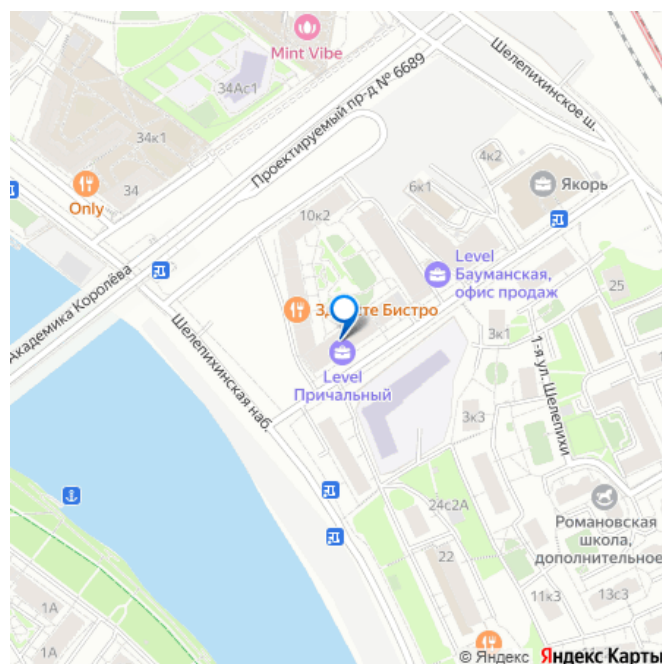 Mint Vibe
Шелепихинское ш.
34Ас1
Проектируемый пр-д № 6689
34к1
4к2
34
Only
6к1
Якорь
10к2
Академика Королёва
Level
Бауманская,
офис продаж
25
Бистро
Шелепихинская наб.
3к1
1-я ул. Шелепихи
Level
Причальный
3к3
24с2А
Романовская
школа,
дополнительное
22
1А
1А
11к3
13с3
© Яндекс
Яндекс Карты